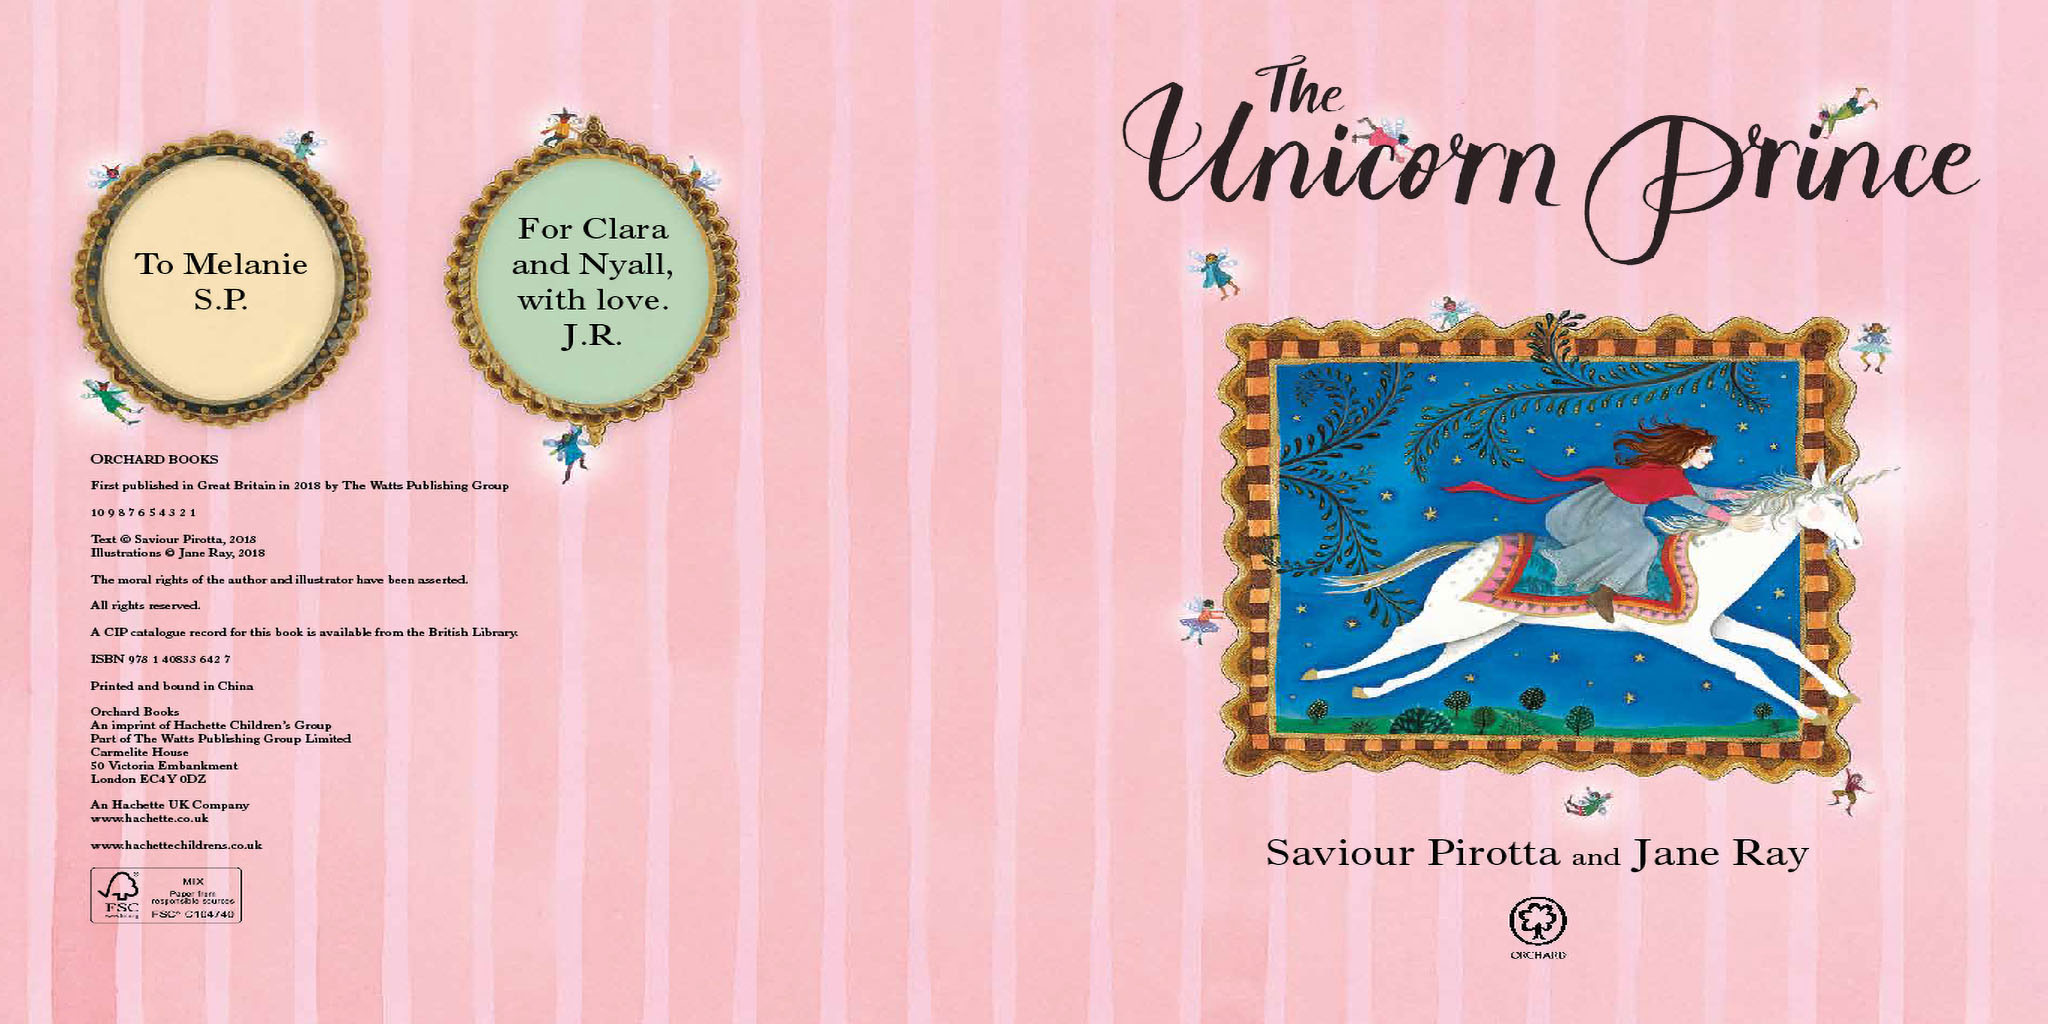 To Melanie
S.P.
For Clara
and Nyall,
with love.
J.R.
ORCHARD BOOKS
First published in Great Britain in 2018 by The Watts Publishing Group
10 9 8 7 6 5 4 3 2 1
Text © Saviour Pirotta, 2018
Illustrations © Jane Ray, 2018
The moral rights of the author and illustrator have been asserted.
All rights reserved.
A CIP catalogue record for this book is available from the British Library.
ISBN 978 1 40833 642 7
Printed and bound in China
Orchard Books
An imprint of Hachette Children's Group
Part of The Watts Publishing Group Limited
Carmelite House
50 Victoria Embankment
London EC4Y 0DZ
An Hachette UK Company
www.hachette.co.uk
www.hachettechildrens.co.uk
FSC
MIX
Paper from
responsible sources
FSC® C104740
The
Unicorn Prince
Saviour Pirotta and Jane Ray
ORCHARD